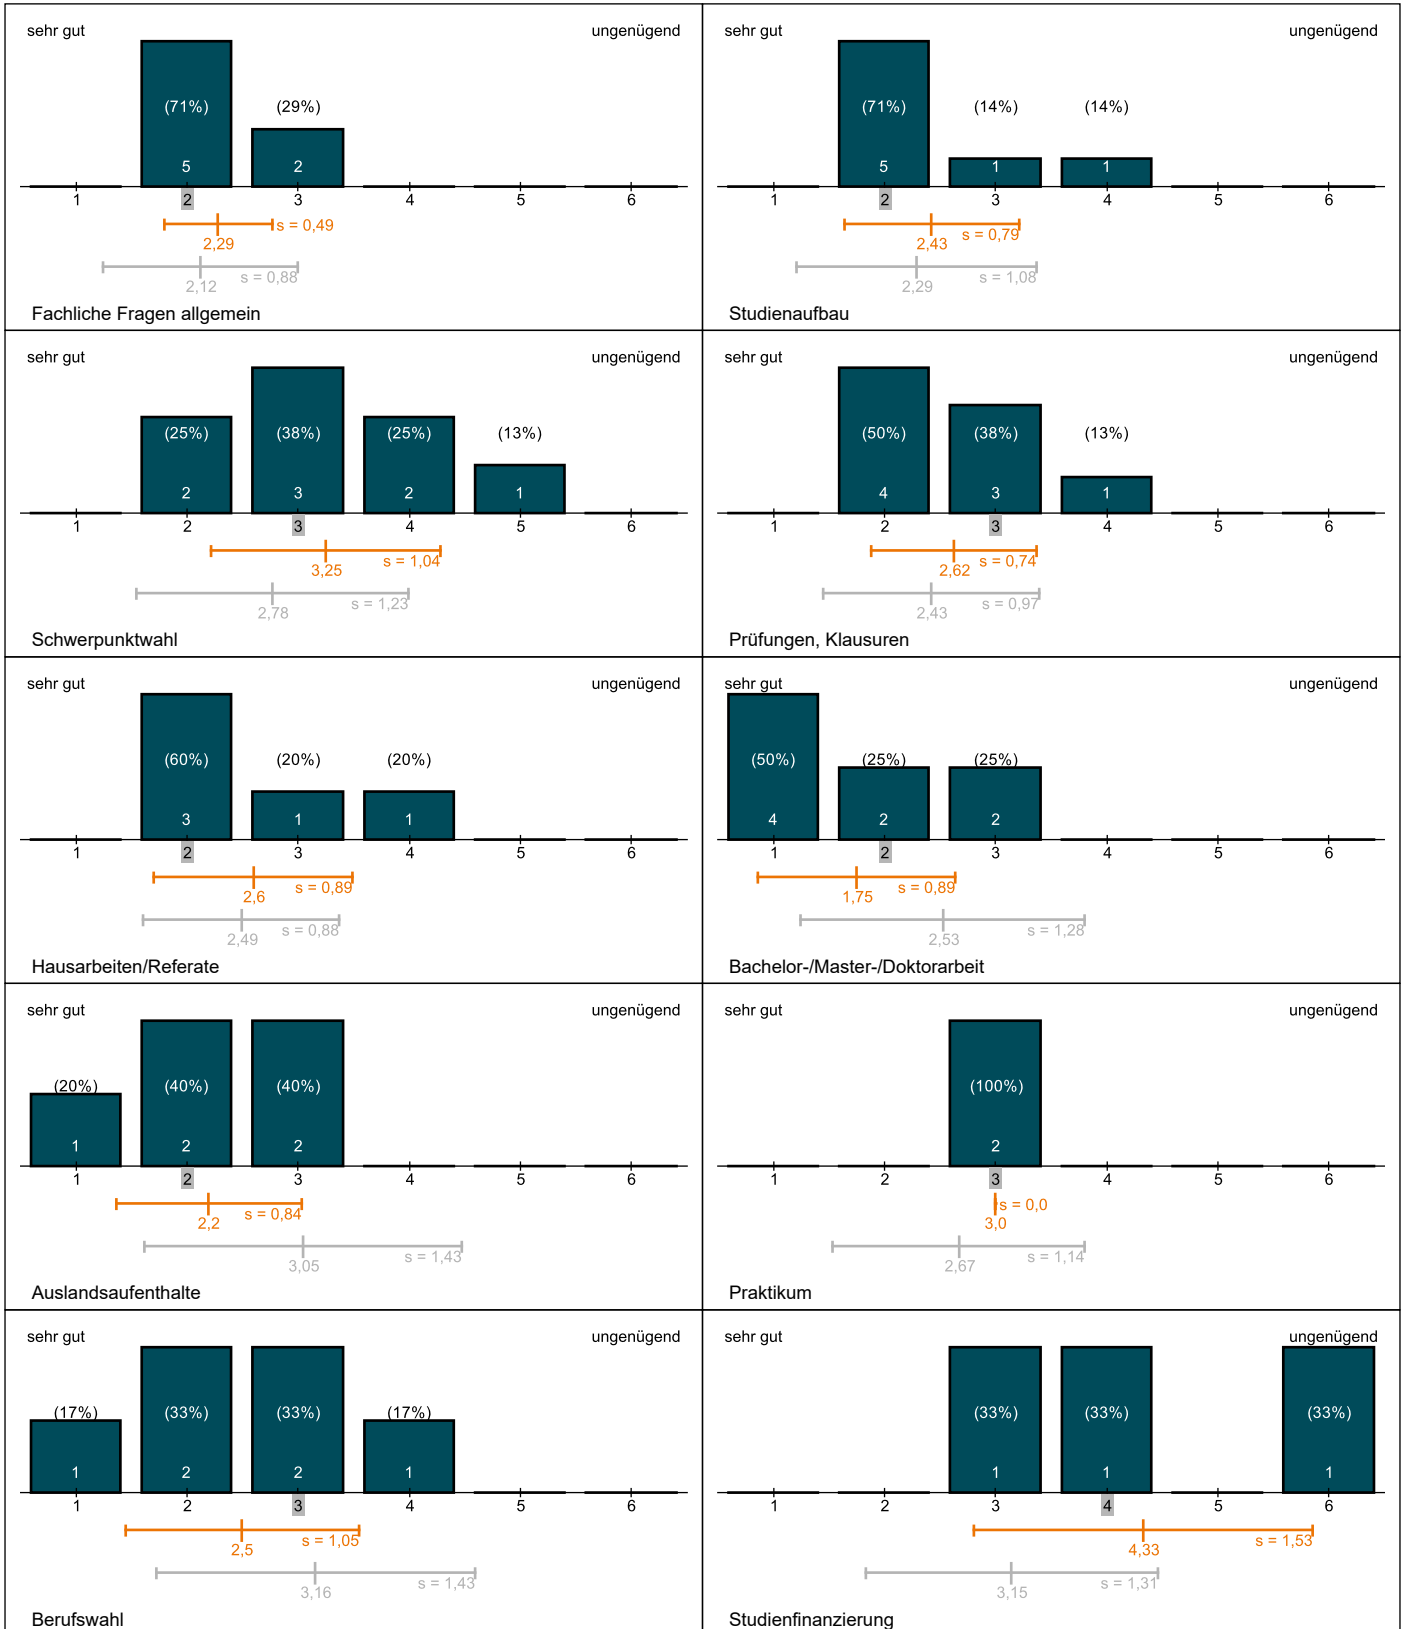 sehr gut ungenügend
(71%) (29%)
5 2
1 2 3 4 5 6
s = 0,49
2,29
s = 0,88
2,12
Fachliche Fragen allgemein
sehr gut ungenügend
(71%) (14%) (14%)
5 1 1
1 2 3 4 5 6
s = 0,79
2,43
s = 1,08
2,29
Studienaufbau
sehr gut ungenügend
(25%) (38%) (25%) (13%)
2 3 2 1
1 2 3 4 5 6
s = 1,04
3,25
s = 1,23
2,78
Schwerpunktwahl
sehr gut ungenügend
(50%) (38%) (13%)
4 3 1
1 2 3 4 5 6
s = 0,74
2,62
s = 0,97
2,43
Prüfungen, Klausuren
sehr gut ungenügend
(60%) (20%) (20%)
3 1 1
1 2 3 4 5 6
s = 0,89
2,6
s = 0,88
2,49
Hausarbeiten/Referate
sehr gut ungenügend
(50%) (25%) (25%)
4 2 2
1 2 3 4 5 6
s = 0,89
1,75
s = 1,28
2,53
Bachelor-/Master-/Doktorarbeit
sehr gut ungenügend
(20%) (40%) (40%)
1 2 2
1 2 3 4 5 6
s = 0,84
2,2
s = 1,43
3,05
Auslandsaufenthalte
sehr gut ungenügend
(100%)
2
1 2 3 4 5 6
s = 0,0
3,0
s = 1,14
2,67
Praktikum
sehr gut ungenügend
(17%) (33%) (33%) (17%)
1 2 2 1
1 2 3 4 5 6
s = 1,05
2,5
s = 1,43
3,16
Berufswahl
sehr gut ungenügend
(33%) (33%) (33%)
1 1 1
1 2 3 4 5 6
s = 1,53
4,33
s = 1,31
3,15
Studienfinanzierung